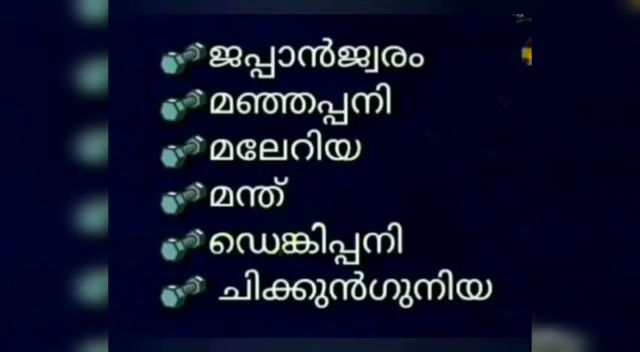 ജപ്പാൻജ്വരം
മഞ്ഞപ്പനി
മലേറിയ
മന്ത്
ഡെങ്കിപ്പനി
ചിക്കുൻഗുനിയ